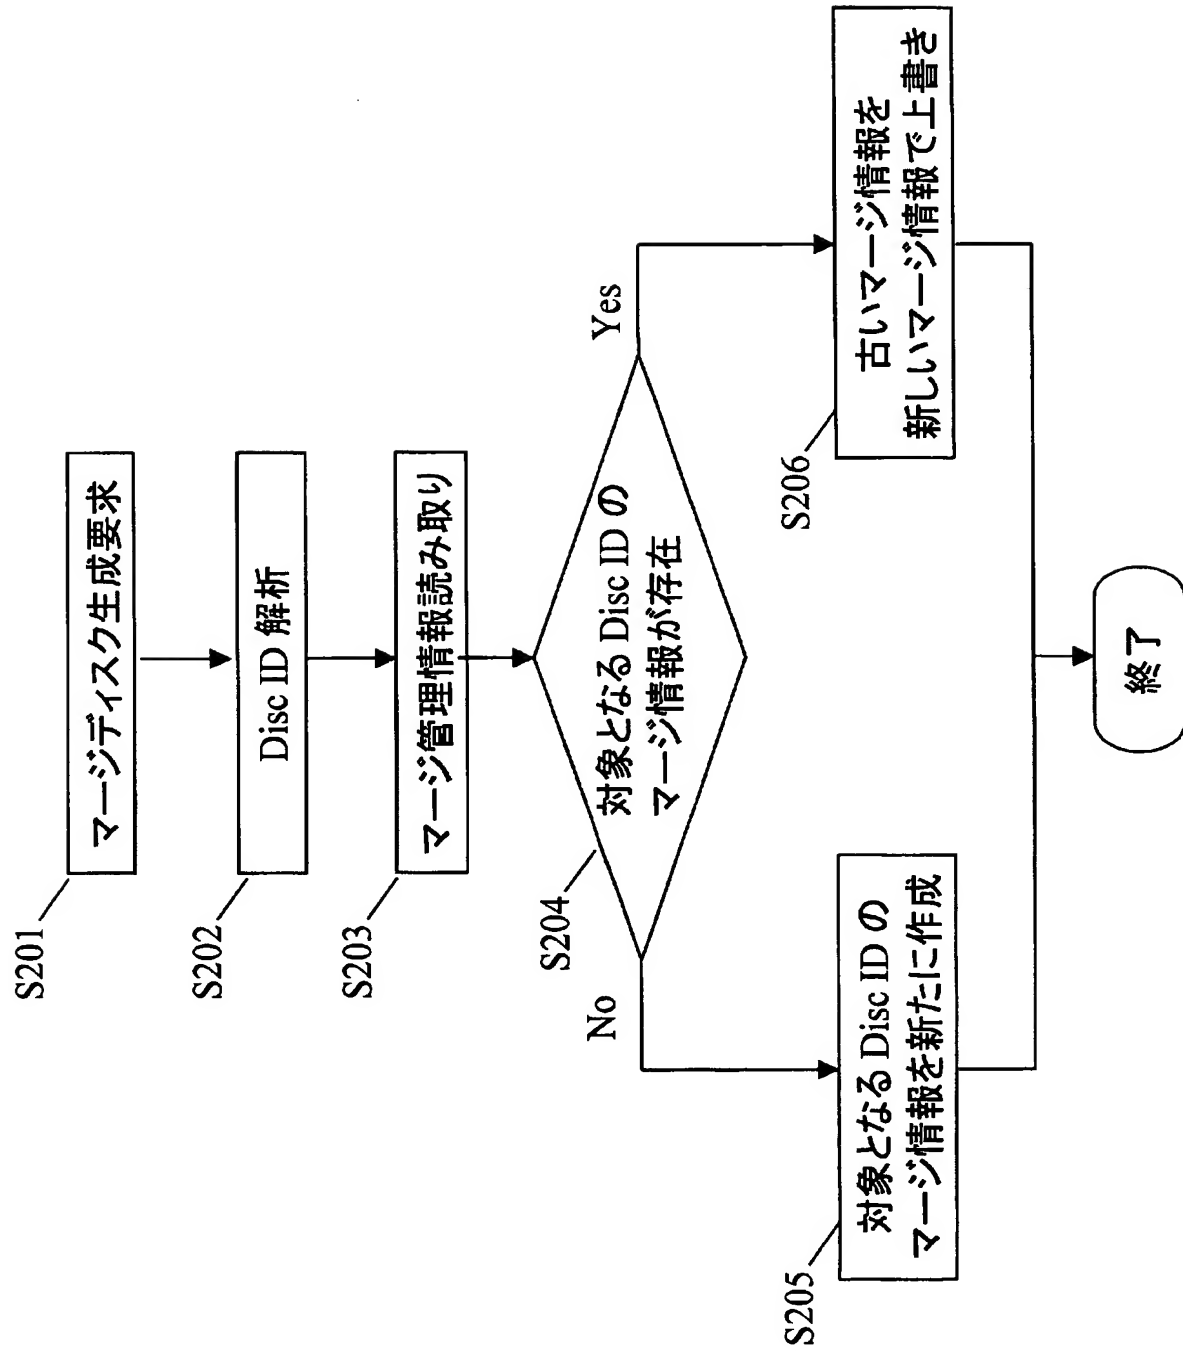 S201
マージディスク生成要求
S202
Disc ID 解析
S203
マージ管理情報読み取り
S204
対象となる Disc ID の
マージ情報が存在
No
Yes
S205
対象となる Disc ID の
マージ情報を新たに作成
S206
古いマージ情報を
新しいマージ情報で上書き
終了